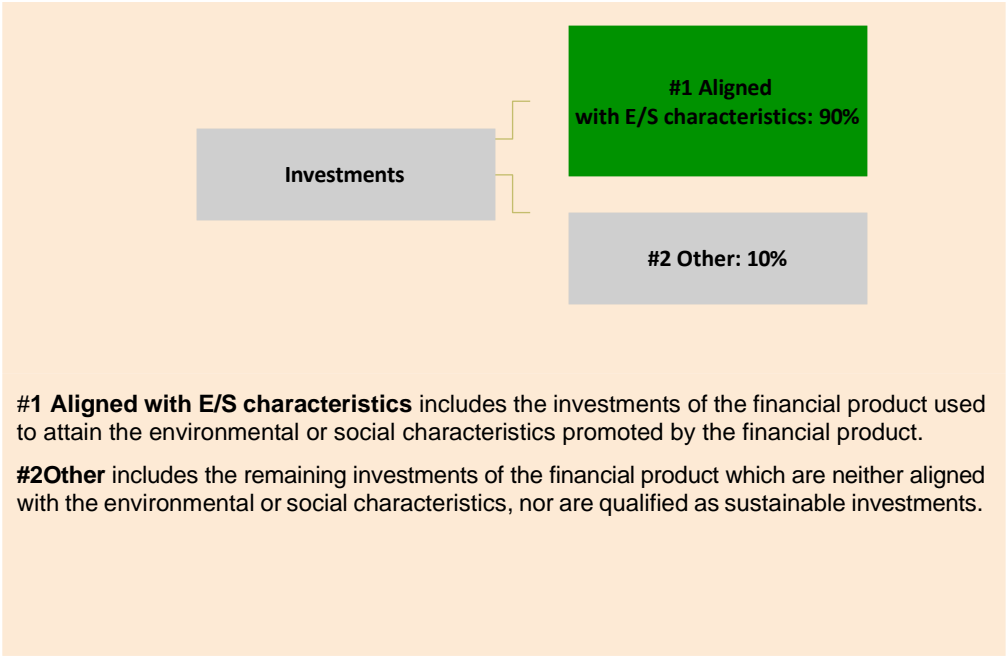 #1 Aligned
with E/S characteristics: 90%
Investments
#2 Other: 10%
#1 Aligned with E/S characteristics includes the investments of the financial product used
to attain the environmental or social characteristics promoted by the financial product.
#2Other includes the remaining investments of the financial product which are neither aligned
with the environmental or social characteristics, nor are qualified as sustainable investments.